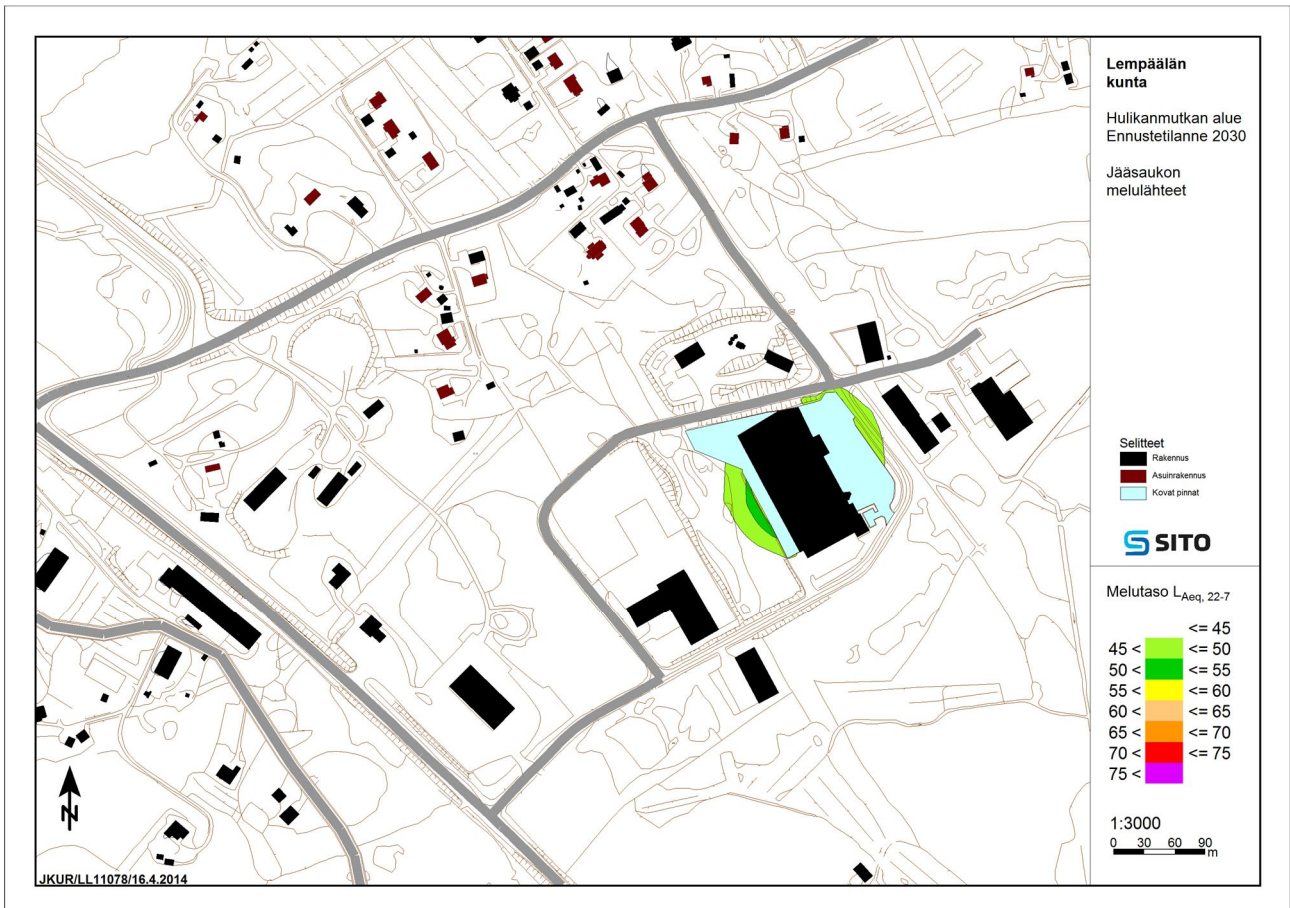 Lempäälän
kunta
Hulikanmutkan alue
Ennustetilanne 2030
Jääsaukon
melulähteet
Selitteet
Rakennus
Asuinrakennus
Kovat pinnat
SITO
Melutaso LAeq, 22-7
<= 45
45 < <= 50
50 < <= 55
55 < <= 60
60 < <= 65
65 < <= 70
70 < <= 75
75 <
1:3000
0 30 60 90
m
N
JKUR/LL11078/16.4.2014